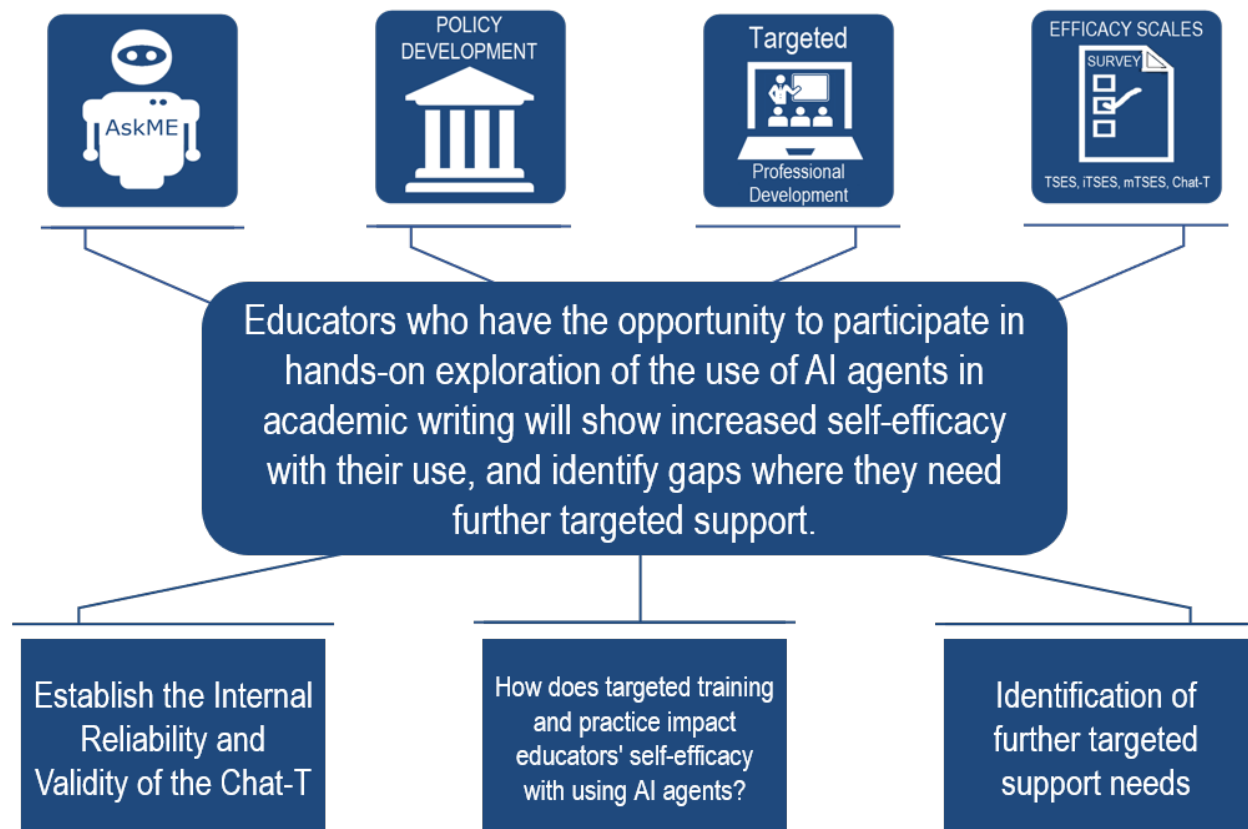 AskME
POLICY
DEVELOPMENT
Targeted
Professional
Development
EFFICACY SCALES
SURVEY
TSES, iTSES, mTSES, Chat-T
Educators who have the opportunity to participate in
hands-on exploration of the use of AI agents in
academic writing will show increased self-efficacy
with their use, and identify gaps where they need
further targeted support.
Establish the Internal
Reliability and
Validity of the Chat-T
How does targeted training
and practice impact
educators' self-efficacy
with using AI agents?
Identification of
further targeted
support needs